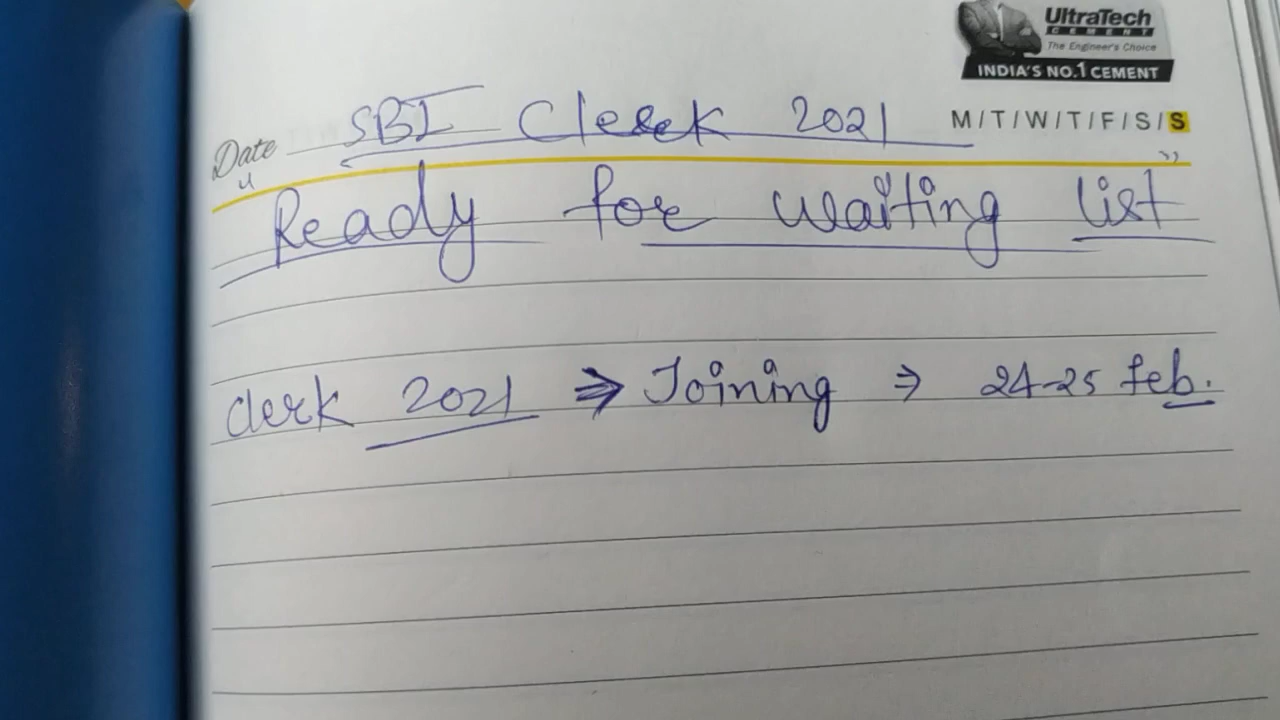 UltraTech
CEMENT
The Engineer's Choice
INDIA'S NO.1 CEMENT
M/T/W/T/F/S/S
Date SBI Clerk 2021
"Ready for waiting list"
Clerk 2021 ⇒ Joining ⇒ 24-25 feb.